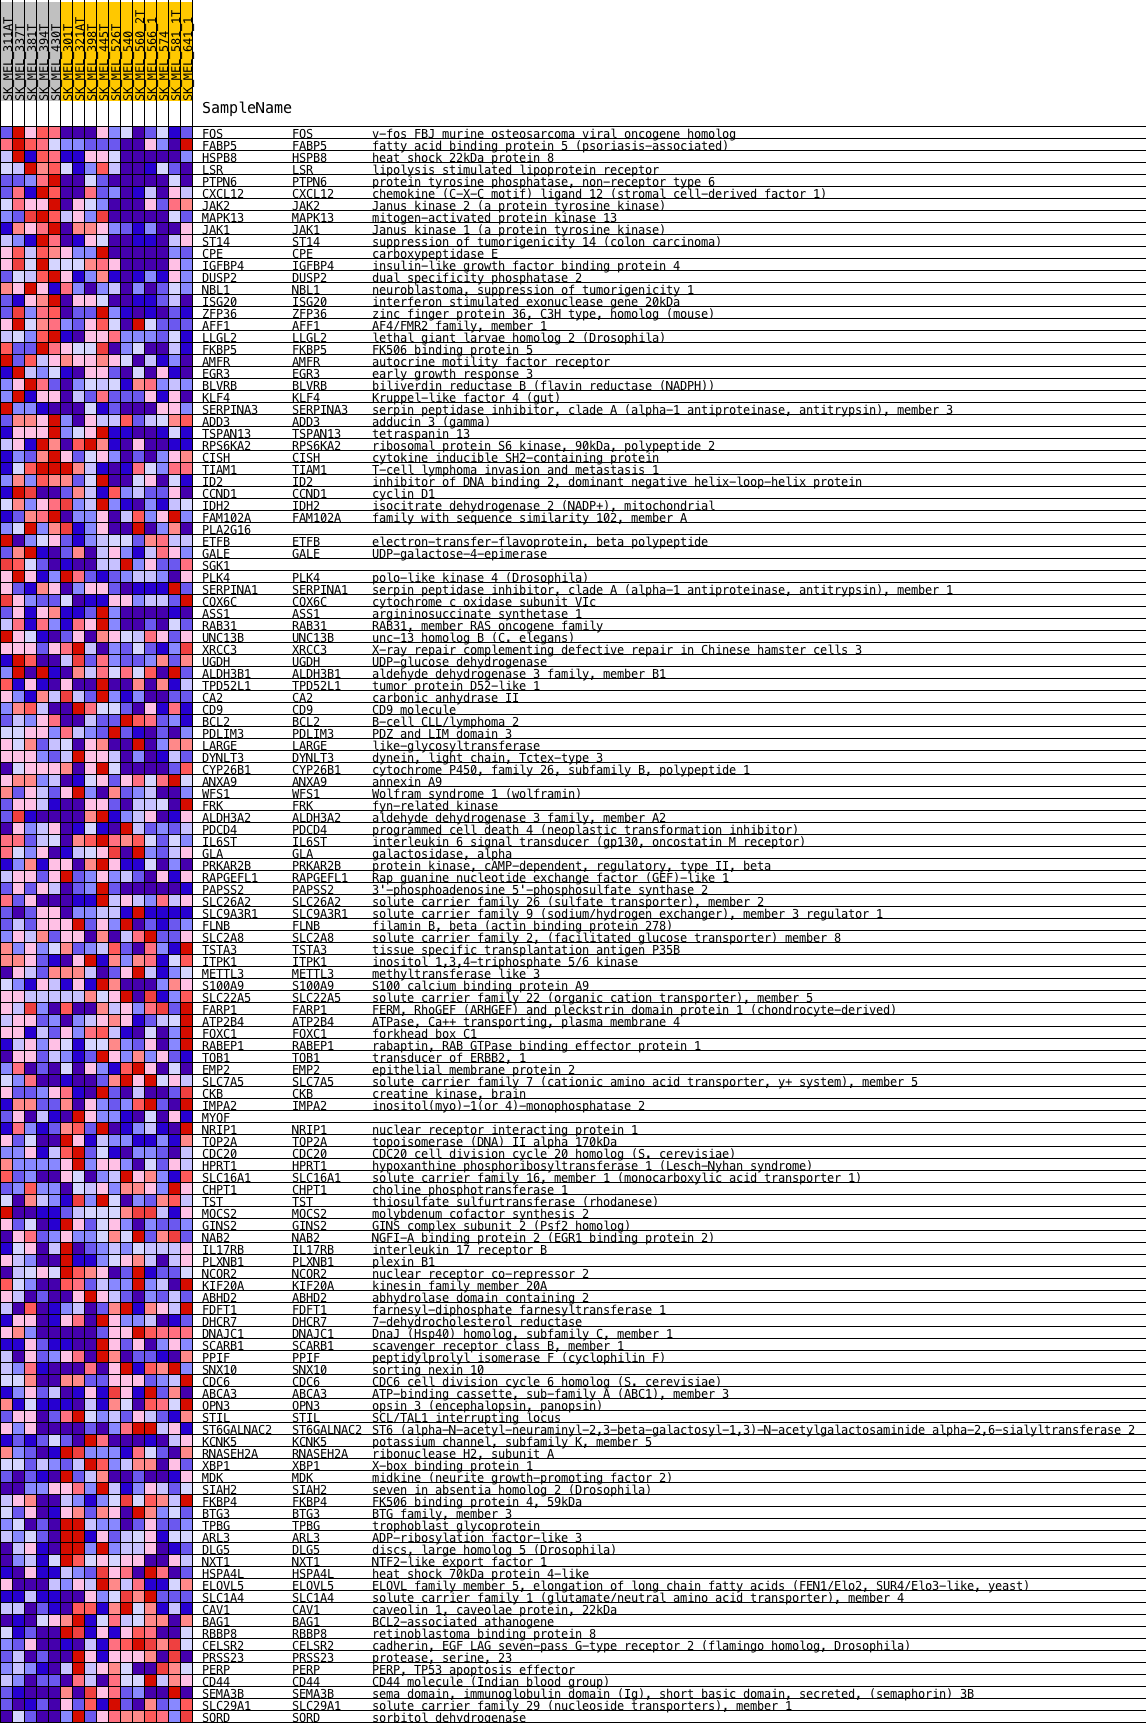 SK_MEL_311AT
SK_MEL_337T
SK_MEL_381T
SK_MEL_394T
SK_MEL_430T
SK_MEL_301T
SK_MEL_321AT
SK_MEL_398T
SK_MEL_445T
SK_MEL_526T
SK_MEL_540
SK_MEL_560_2T
SK_MEL_566_1
SK_MEL_574
SK_MEL_581_1T
SK_MEL_641_1
SampleName
FOS FOS v-fos FBJ murine osteosarcoma viral oncogene homolog
FABP5 FABP5 fatty acid binding protein 5 (psoriasis-associated)
HSPB8 HSPB8 heat shock 22kDa protein 8
LSR LSR lipolysis stimulated lipoprotein receptor
PTPN6 PTPN6 protein tyrosine phosphatase, non-receptor type 6
CXCL12 CXCL12 chemokine (C-X-C motif) ligand 12 (stromal cell-derived factor 1)
JAK2 JAK2 Janus kinase 2 (a protein tyrosine kinase)
MAPK13 MAPK13 mitogen-activated protein kinase 13
JAK1 JAK1 Janus kinase 1 (a protein tyrosine kinase)
ST14 ST14 suppression of tumorigenicity 14 (colon carcinoma)
CPE CPE carboxypeptidase E
IGFBP4 IGFBP4 insulin-like growth factor binding protein 4
DUSP2 DUSP2 dual specificity phosphatase 2
NBL1 NBL1 neuroblastoma, suppression of tumorigenicity 1
ISG20 ISG20 interferon stimulated exonuclease gene 20kDa
ZFP36 ZFP36 zinc finger protein 36, C3H type, homolog (mouse)
AFF1 AFF1 AF4/FMR2 family, member 1
LLGL2 LLGL2 lethal giant larvae homolog 2 (Drosophila)
FKBP5 FKBP5 FK506 binding protein 5
AMFR AMFR autocrine motility factor receptor
EGR3 EGR3 early growth response 3
BLVRB BLVRB biliverdin reductase B (flavin reductase (NADPH))
KLF4 KLF4 Kruppel-like factor 4 (gut)
SERPINA3 SERPINA3 serpin peptidase inhibitor, clade A (alpha-1 antiproteinase, antitrypsin), member 3
ADD3 ADD3 adducin 3 (gamma)
TSPAN13 TSPAN13 tetraspanin 13
RPS6KA2 RPS6KA2 ribosomal protein S6 kinase, 90kDa, polypeptide 2
CISH CISH cytokine inducible SH2-containing protein
TIAM1 TIAM1 T-cell lymphoma invasion and metastasis 1
ID2 ID2 inhibitor of DNA binding 2, dominant negative helix-loop-helix protein
CCND1 CCND1 cyclin D1
IDH2 IDH2 isocitrate dehydrogenase 2 (NADP+), mitochondrial
FAM102A FAM102A family with sequence similarity 102, member A
PLA2G16
ETFB ETFB electron-transfer-flavoprotein, beta polypeptide
GALE GALE UDP-galactose-4-epimerase
SGK1
PLK4 PLK4 polo-like kinase 4 (Drosophila)
SERPINA1 SERPINA1 serpin peptidase inhibitor, clade A (alpha-1 antiproteinase, antitrypsin), member 1
COX6C COX6C cytochrome c oxidase subunit VIc
ASS1 ASS1 argininosuccinate synthetase 1
RAB31 RAB31 RAB31, member RAS oncogene family
UNC13B UNC13B unc-13 homolog B (C. elegans)
XRCC3 XRCC3 X-ray repair complementing defective repair in Chinese hamster cells 3
UGDH UGDH UDP-glucose dehydrogenase
ALDH3B1 ALDH3B1 aldehyde dehydrogenase 3 family, member B1
TPD52L1 TPD52L1 tumor protein D52-like 1
CA2 CA2 carbonic anhydrase II
CD9 CD9 CD9 molecule
BCL2 BCL2 B-cell CLL/lymphoma 2
PDLIM3 PDLIM3 PDZ and LIM domain 3
LARGE LARGE like-glycosyltransferase
DYNLT3 DYNLT3 dynein, light chain, Tctex-type 3
CYP26B1 CYP26B1 cytochrome P450, family 26, subfamily B, polypeptide 1
ANXA9 ANXA9 annexin A9
WFS1 WFS1 Wolfram syndrome 1 (wolframin)
FRK FRK fyn-related kinase
ALDH3A2 ALDH3A2 aldehyde dehydrogenase 3 family, member A2
PDCD4 PDCD4 programmed cell death 4 (neoplastic transformation inhibitor)
IL6ST IL6ST interleukin 6 signal transducer (gp130, oncostatin M receptor)
GLA GLA galactosidase, alpha
PRKAR2B PRKAR2B protein kinase, cAMP-dependent, regulatory, type II, beta
RAPGEFL1 RAPGEFL1 Rap guanine nucleotide exchange factor (GEF)-like 1
PAPSS2 PAPSS2 3'-phosphoadenosine 5'-phosphosulfate synthase 2
SLC26A2 SLC26A2 solute carrier family 26 (sulfate transporter), member 2
SLC9A3R1 SLC9A3R1 solute carrier family 9 (sodium/hydrogen exchanger), member 3 regulator 1
FLNB FLNB filamin B, beta (actin binding protein 278)
SLC2A8 SLC2A8 solute carrier family 2, (facilitated glucose transporter) member 8
TSTA3 TSTA3 tissue specific transplantation antigen P35B
ITPK1 ITPK1 inositol 1,3,4-triphosphate 5/6 kinase
METTL3 METTL3 methyltransferase like 3
S100A9 S100A9 S100 calcium binding protein A9
SLC22A5 SLC22A5 solute carrier family 22 (organic cation transporter), member 5
FARP1 FARP1 FERM, RhoGEF (ARHGEF) and pleckstrin domain protein 1 (chondrocyte-derived)
ATP2B4 ATP2B4 ATPase, Ca++ transporting, plasma membrane 4
FOXC1 FOXC1 forkhead box C1
RABEP1 RABEP1 rabaptin, RAB GTPase binding effector protein 1
TOB1 TOB1 transducer of ERBB2, 1
EMP2 EMP2 epithelial membrane protein 2
SLC7A5 SLC7A5 solute carrier family 7 (cationic amino acid transporter, y+ system), member 5
CKB CKB creatine kinase, brain
IMPA2 IMPA2 inositol(myo)-1(or 4)-monophosphatase 2
MYOF
NRIP1 NRIP1 nuclear receptor interacting protein 1
TOP2A TOP2A topoisomerase (DNA) II alpha 170kDa
CDC20 CDC20 CDC20 cell division cycle 20 homolog (S. cerevisiae)
HPRT1 HPRT1 hypoxanthine phosphoribosyltransferase 1 (Lesch-Nyhan syndrome)
SLC16A1 SLC16A1 solute carrier family 16, member 1 (monocarboxylic acid transporter 1)
CHPT1 CHPT1 choline phosphotransferase 1
TST TST thiosulfate sulfurtransferase (rhodanese)
MOCS2 MOCS2 molybdenum cofactor synthesis 2
GINS2 GINS2 GINS complex subunit 2 (Psf2 homolog)
NAB2 NAB2 NGFI-A binding protein 2 (EGR1 binding protein 2)
IL17RB IL17RB interleukin 17 receptor B
PLXNB1 PLXNB1 plexin B1
NCOR2 NCOR2 nuclear receptor co-repressor 2
KIF20A KIF20A kinesin family member 20A
ABHD2 ABHD2 abhydrolase domain containing 2
FDFT1 FDFT1 farnesyl-diphosphate farnesyltransferase 1
DHCR7 DHCR7 7-dehydrocholesterol reductase
DNAJC1 DNAJC1 DnaJ (Hsp40) homolog, subfamily C, member 1
SCARB1 SCARB1 scavenger receptor class B, member 1
PPIF PPIF peptidylprolyl isomerase F (cyclophilin F)
SNX10 SNX10 sorting nexin 10
CDC6 CDC6 CDC6 cell division cycle 6 homolog (S. cerevisiae)
ABCA3 ABCA3 ATP-binding cassette, sub-family A (ABC1), member 3
OPN3 OPN3 opsin 3 (encephalopsin, panopsin)
STIL STIL SCL/TAL1 interrupting locus
ST6GALNAC2 ST6GALNAC2 ST6 (alpha-N-acetyl-neuraminyl-2,3-beta-galactosyl-1,3)-N-acetylgalactosaminide alpha-2,6-sialyltransferase 2
KCNK5 KCNK5 potassium channel, subfamily K, member 5
RNASEH2A RNASEH2A ribonuclease H2, subunit A
XBP1 XBP1 X-box binding protein 1
MDK MDK midkine (neurite growth-promoting factor 2)
SIAH2 SIAH2 seven in absentia homolog 2 (Drosophila)
FKBP4 FKBP4 FK506 binding protein 4, 59kDa
BTG3 BTG3 BTG family, member 3
TPBG TPBG trophoblast glycoprotein
ARL3 ARL3 ADP-ribosylation factor-like 3
DLG5 DLG5 discs, large homolog 5 (Drosophila)
NXT1 NXT1 NTF2-like export factor 1
HSPA4L HSPA4L heat shock 70kDa protein 4-like
ELOVL5 ELOVL5 ELOVL family member 5, elongation of long chain fatty acids (FEN1/Elo2, SUR4/Elo3-like, yeast)
SLC1A4 SLC1A4 solute carrier family 1 (glutamate/neutral amino acid transporter), member 4
CAV1 CAV1 caveolin 1, caveolae protein, 22kDa
BAG1 BAG1 BCL2-associated athanogene
RBBP8 RBBP8 retinoblastoma binding protein 8
CELSR2 CELSR2 cadherin, EGF LAG seven-pass G-type receptor 2 (flamingo homolog, Drosophila)
PRSS23 PRSS23 protease, serine, 23
PERP PERP PERP, TP53 apoptosis effector
CD44 CD44 CD44 molecule (Indian blood group)
SEMA3B SEMA3B sema domain, immunoglobulin domain (Ig), short basic domain, secreted, (semaphorin) 3B
SLC29A1 SLC29A1 solute carrier family 29 (nucleoside transporters), member 1
SORD SORD sorbitol dehydrogenase